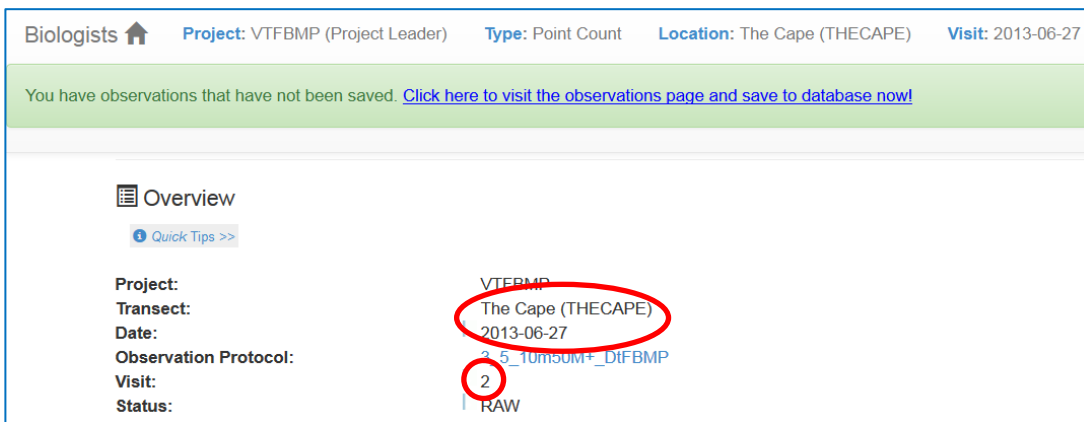 Biologists Project: VTFBMP (Project Leader) Type: Point Count Location: The Cape (THECAPE) Visit: 2013-06-27
You have observations that have not been saved. Click here to visit the observations page and save to database now!
Overview
Quick Tips >>
Project: VTFBMP
Transect: The Cape (THECAPE)
Date: 2013-06-27
Observation Protocol: 3_5_10m50M+_DtFBMP
Visit: 2
Status: RAW